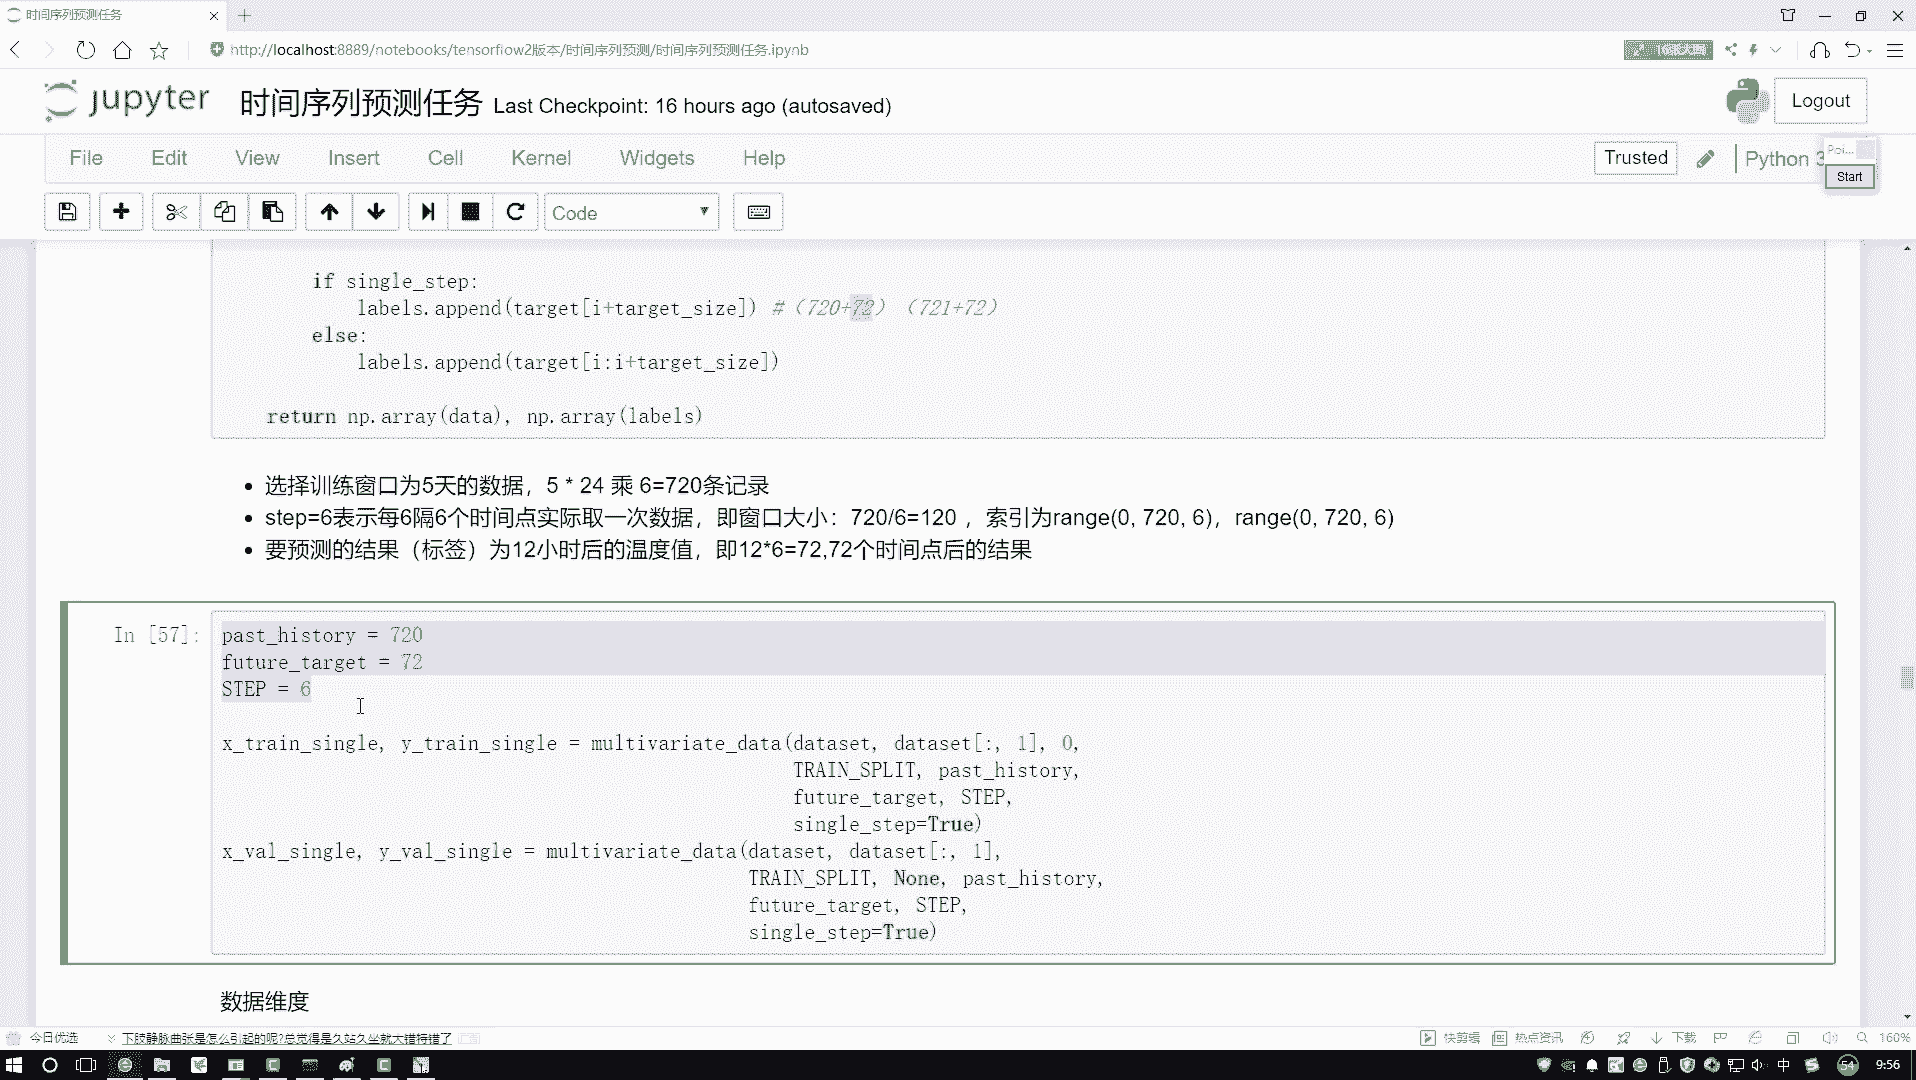 时间序列预测任务
http://localhost:8889/notebooks/tensorflow2版本/时间序列预测/时间序列预测任务.ipynb
jupyter 时间序列预测任务 Last Checkpoint: 16 hours ago (autosaved)
Logout
File Edit View Insert Cell Kernel Widgets Help
Trusted Python 3
Poi...
Start
Code
if single_step:
labels.append(target[i+target_size]) #（720+72）（721+72）
else:
labels.append(target[i:i+target_size])
return np.array(data), np.array(labels)
选择训练窗口为5天的数据，5 * 24 乘 6=720条记录
step=6表示每6隔6个时间点实际取一次数据，即窗口大小：720/6=120 ，索引为range(0, 720, 6)，range(0, 720, 6)
要预测的结果（标签）为12小时后的温度值，即12*6=72,72个时间点后的结果
In [57]: past_history = 720
future_target = 72
STEP = 6
x_train_single, y_train_single = multivariate_data(dataset, dataset[:, 1], 0,
TRAIN_SPLIT, past_history,
future_target, STEP,
single_step=True)
x_val_single, y_val_single = multivariate_data(dataset, dataset[:, 1],
TRAIN_SPLIT, None, past_history,
future_target, STEP,
single_step=True)
数据维度
今日优选 下肢静脉曲张是怎么引起的呢?总觉得是久站久坐就大错特错了
快剪辑 热点资讯 下载 160%
中 54 9:56